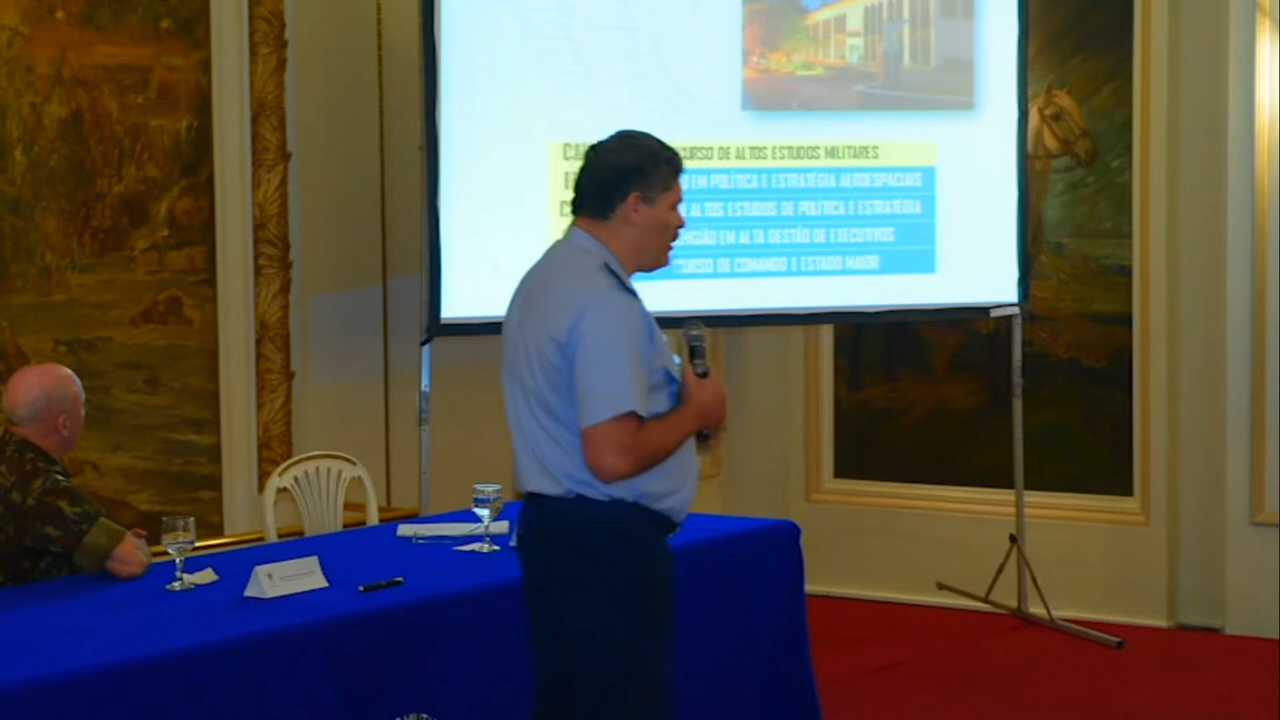 CURSO DE ALTOS ESTUDOS MILITARES
EM POLÍTICA E ESTRATÉGIA AEROESPACIAIS
ALTOS ESTUDOS DE POLÍTICA E ESTRATÉGIA
EM ALTA GESTÃO DE EXECUTIVOS
CURSO DE COMANDO E ESTADO MAIOR